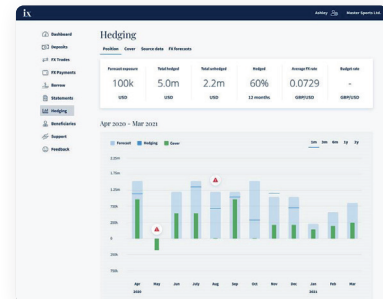 ix
Ashley
Master Sports Ltd
Dashboard
Deposits
FX Trades
FX Payments
Borrow
Statements
Hedging
Beneficiaries
Support
Feedback
Hedging
Position Cover Source data FX forecasts
Forecast exposure Total hedged Total unhedged Hedged Average FX rate Budget rate
100k 5.0m 2.2m 60% 0.0729 -
USD USD USD 12 months GBP/USD GBP/USD
Apr 2020 - Mar 2021
Forecast Hedging Cover
1m 3m 6m 1y 2y
Apr May Jun July Aug Sep Oct Nov Dec Jan Feb Mar
2020 2021